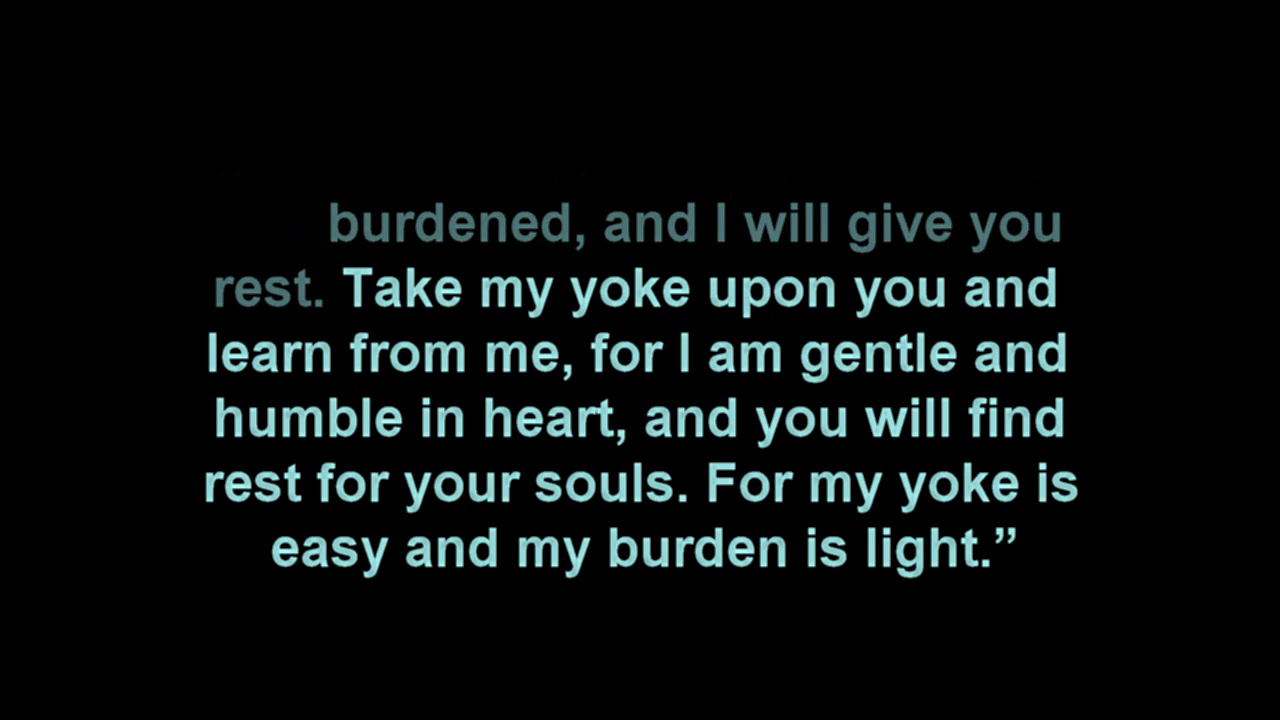 burdened, and I will give you
rest. Take my yoke upon you and
learn from me, for I am gentle and
humble in heart, and you will find
rest for your souls. For my yoke is
easy and my burden is light.”